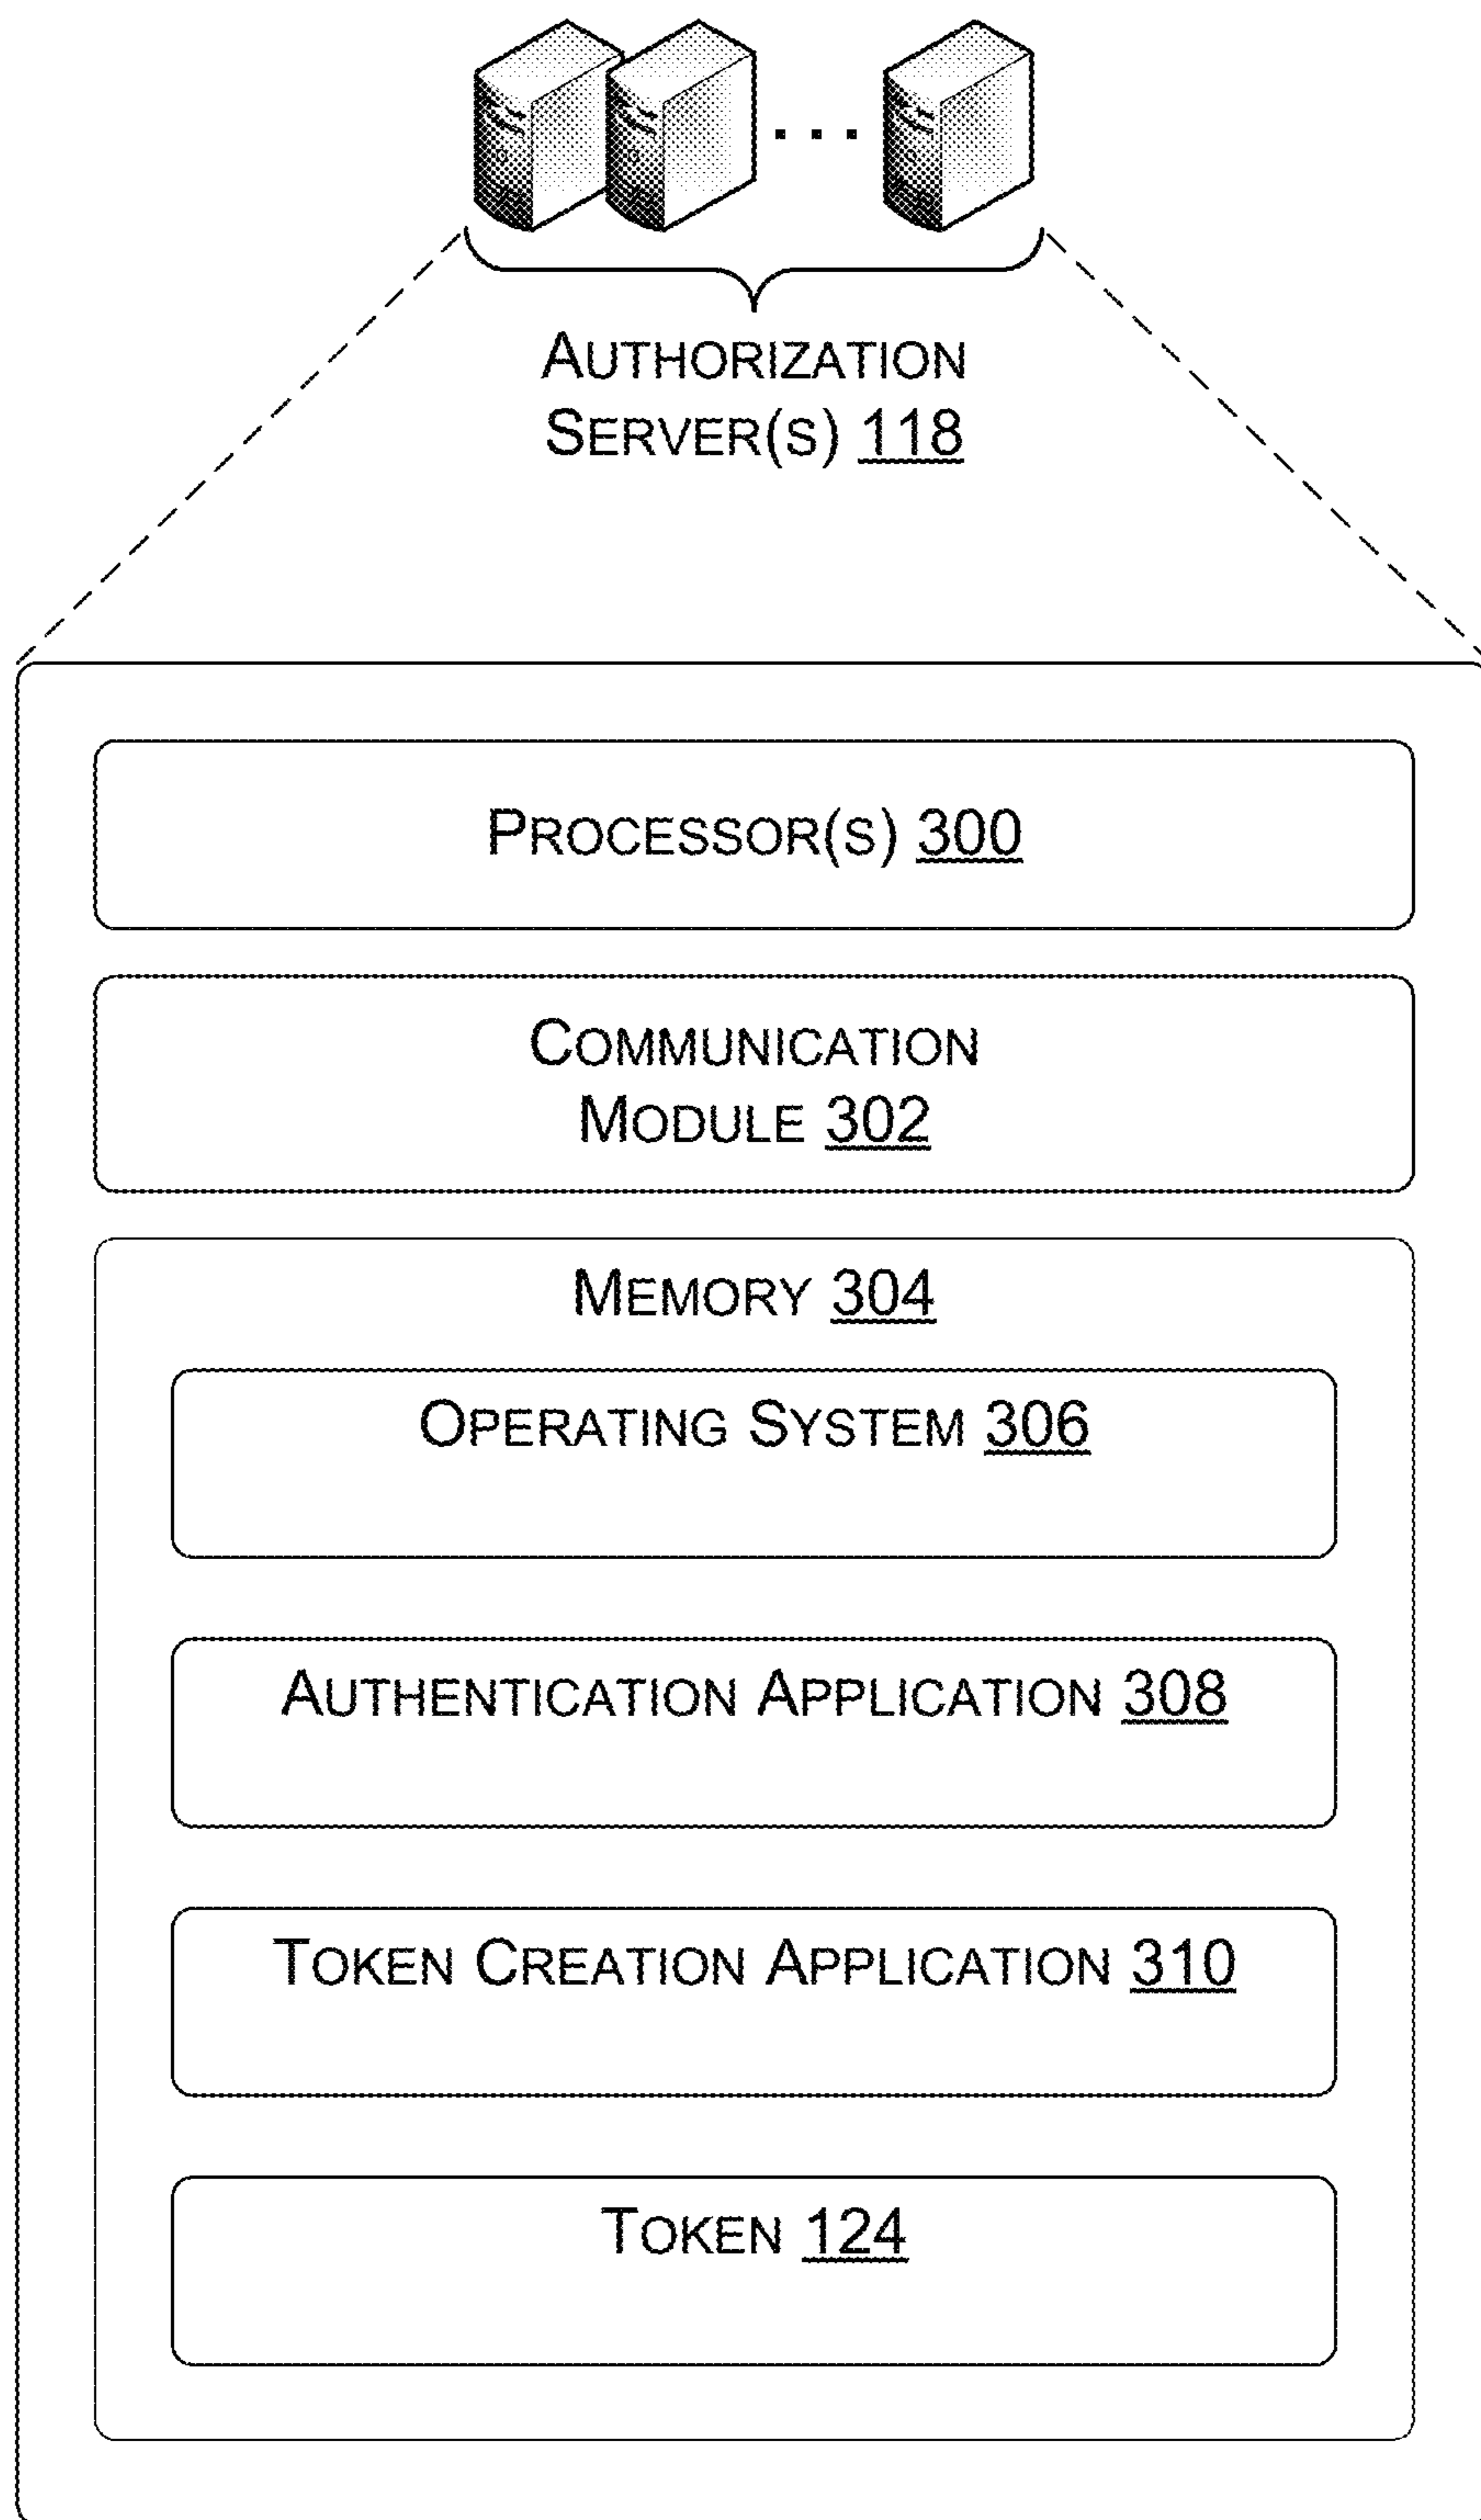 AUTHORIZATION
SERVER(S) 118
PROCESSOR(S) 300
COMMUNICATION
MODULE 302
MEMORY 304
OPERATING SYSTEM 306
AUTHENTICATION APPLICATION 308
TOKEN CREATION APPLICATION 310
TOKEN 124